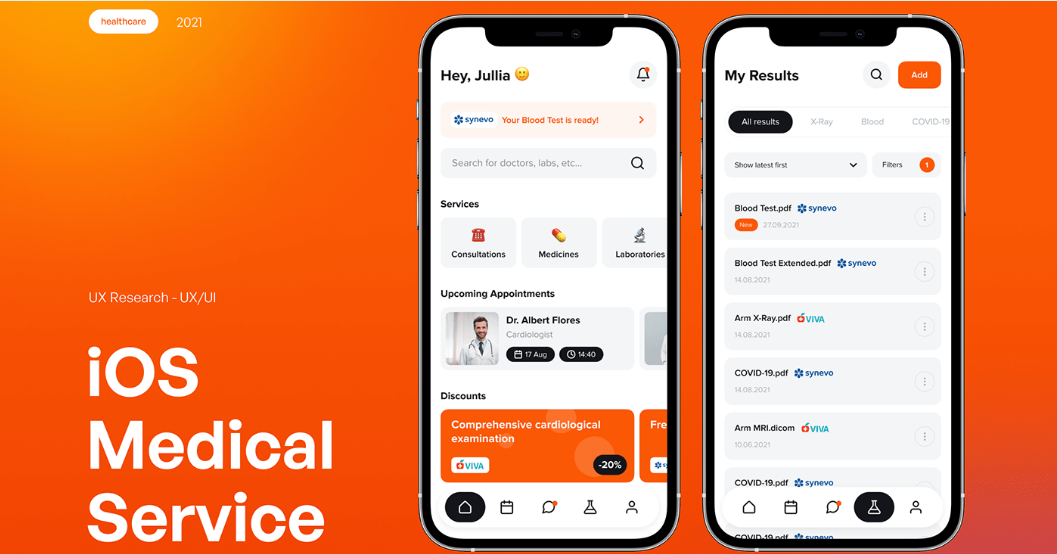 healthcare
2021
UX Research - UX/UI
iOS
Medical
Service
Hey, Jullia
synevo Your Blood Test is ready!
Search for doctors, labs, etc...
Services
Consultations
Medicines
Laboratories
Upcoming Appointments
Dr. Albert Flores
Cardiologist
17 Aug
14:40
Discounts
Comprehensive cardiological
examination
VIVA
-20%
Fre
My Results
Add
All results
X-Ray
Blood
COVID-19
Show latest first
Filters
1
Blood Test.pdf synevo
New 27.09.2021
Blood Test Extended.pdf synevo
14.08.2021
Arm X-Ray.pdf VIVA
14.08.2021
COVID-19.pdf synevo
14.08.2021
Arm MRI.dicom VIVA
10.06.2021
COVID-19.pdf synevo
COVID-19.pdf synevo